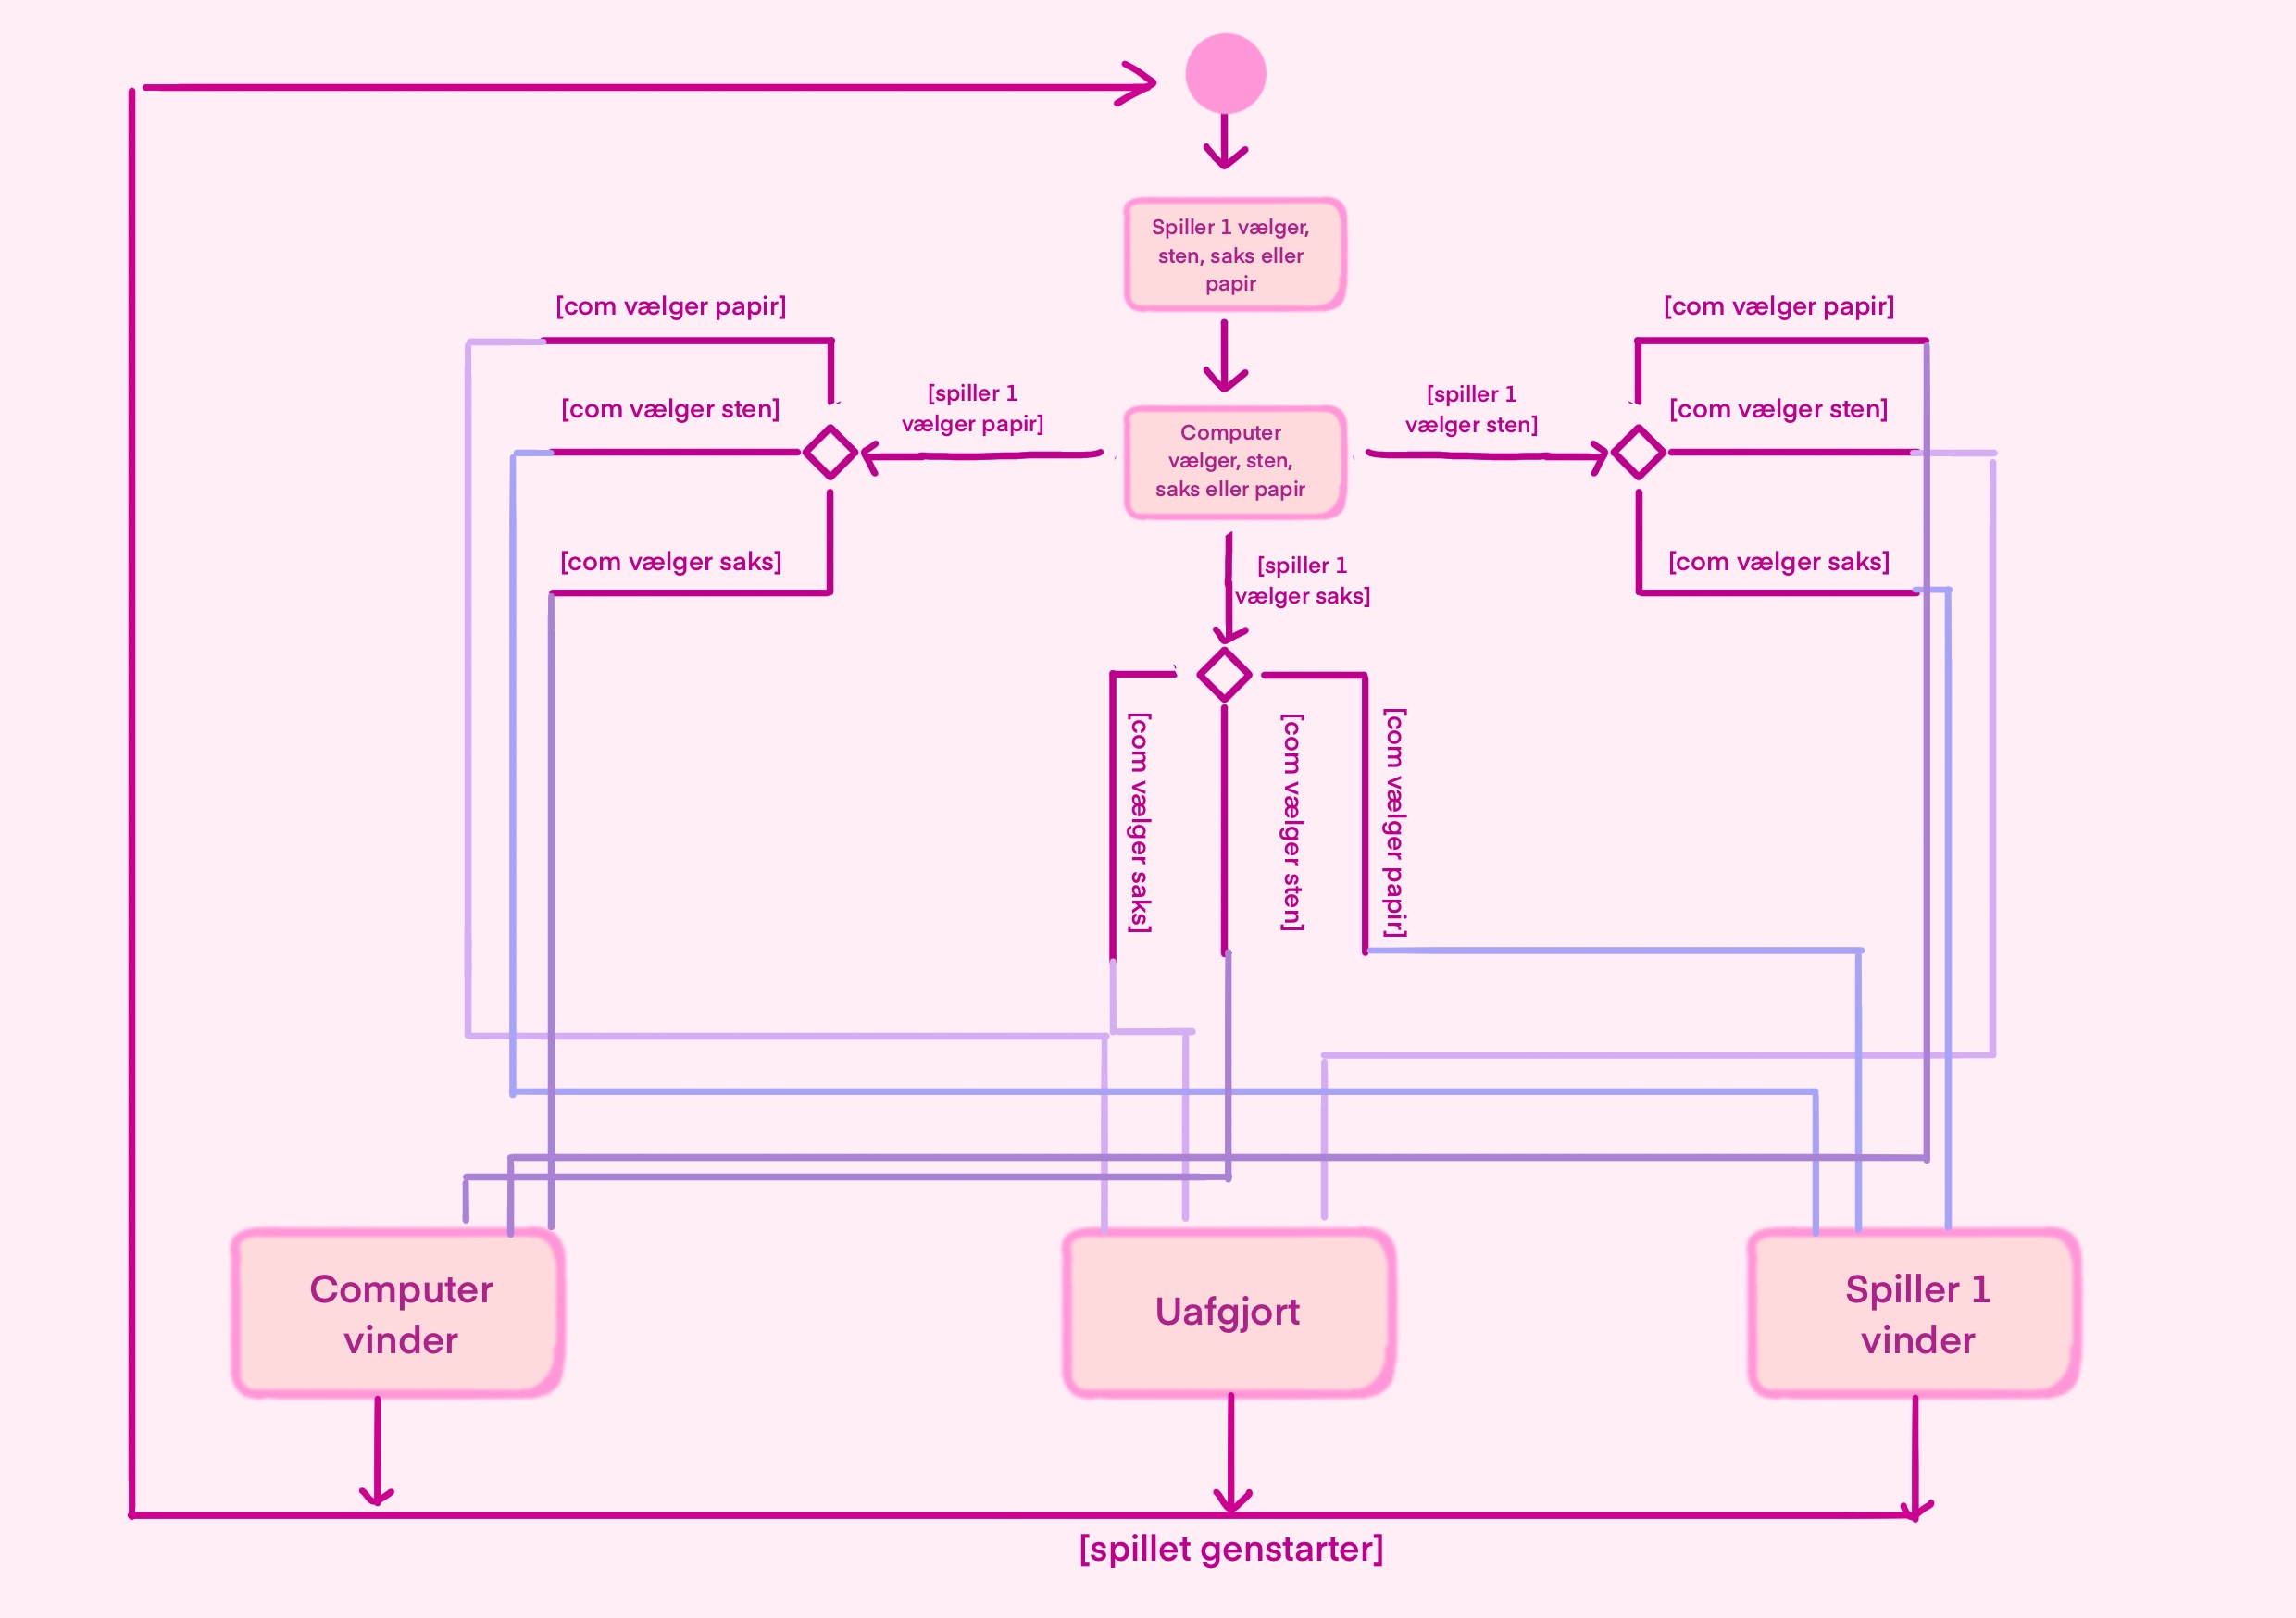 Spiller 1 vælger,
sten, saks eller
papir
[com vælger papir]
[com vælger papir]
[spiller 1
vælger papir]
[spiller 1
vælger sten]
[com vælger sten]
[com vælger sten]
Computer
vælger, sten,
saks eller papir
[com vælger saks]
[com vælger saks]
[spiller 1
vælger saks]
[com vælger saks]
[com vælger sten]
[com vælger papir]
Computer
vinder
Uafgjort
Spiller 1
vinder
[spillet genstarter]